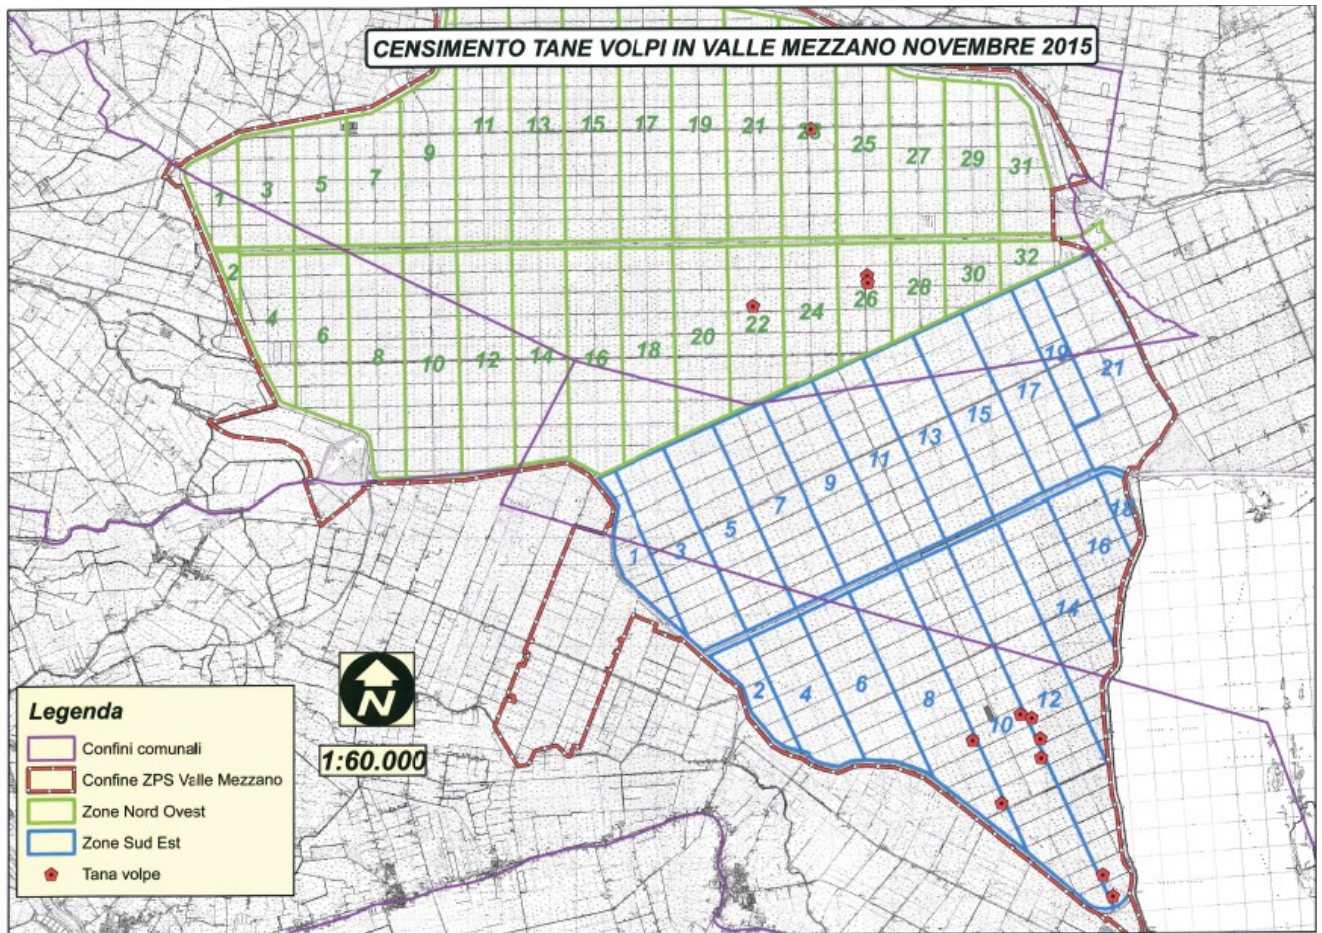 CENSIMENTO TANE VOLPI IN VALLE MEZZANO NOVEMBRE 2015
11 13 15 17 19 21 23
9 25 27 29 31
1 3 5 7
2 32
4 6 22 24 26 28 30
8 10 12 14 16 18 20
19 21
17
15
13
11
9
7
5
3
1
18
16
14
12
10
8
6
4
2
N
1:60.000
Legenda
Confini comunali
Confine ZPS Valle Mezzano
Zone Nord Ovest
Zone Sud Est
Tana volpe